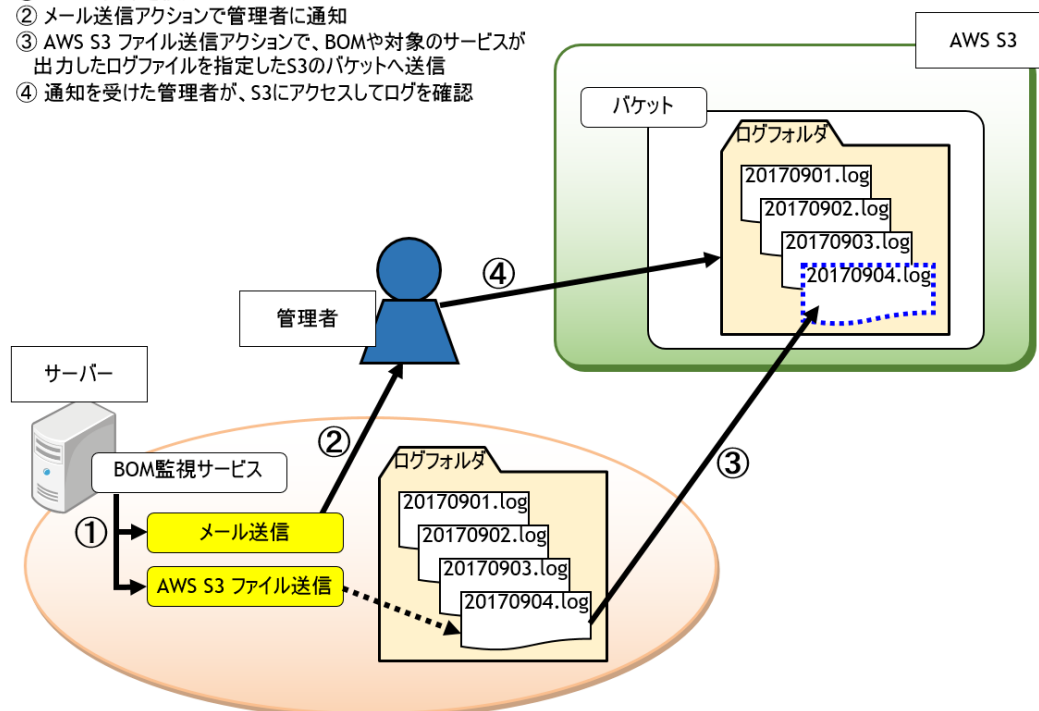 ② メール送信アクションで管理者に通知
③ AWS S3 ファイル送信アクションで、BOMや対象のサービスが
出力したログファイルを指定したS3のバケットへ送信
④ 通知を受けた管理者が、S3にアクセスしてログを確認
AWS S3
バケット
ログフォルダ
20170901.log
20170902.log
20170903.log
20170904.log
④
管理者
サーバー
②
③
BOM監視サービス
ログフォルダ
①
メール送信
AWS S3 ファイル送信
20170901.log
20170902.log
20170903.log
20170904.log